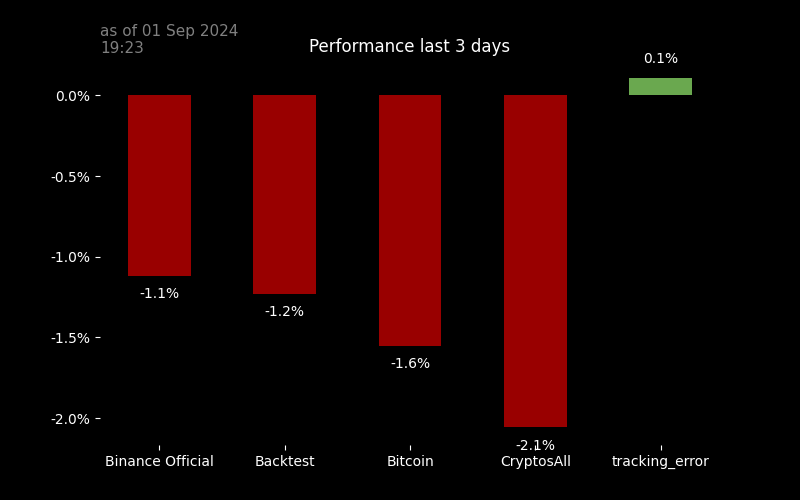 as of 01 Sep 2024
19:23
Performance last 3 days
0.1%
0.0%
-0.5%
-1.0%
-1.1%
-1.2%
-1.5%
-1.6%
-2.0%
-2.1%
Binance Official
Backtest
Bitcoin
CryptosAll
tracking_error